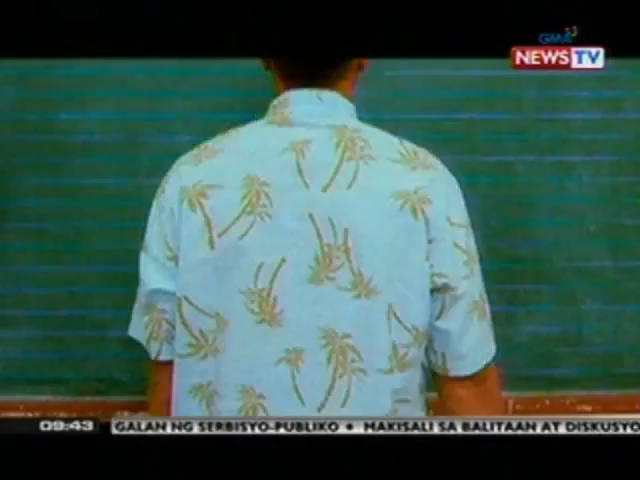 GMA
NEWS TV
09:43 GALAN NG SERBISYO-PUBLIKO • MAKISALI SA BALITAAN AT DISKUSYO